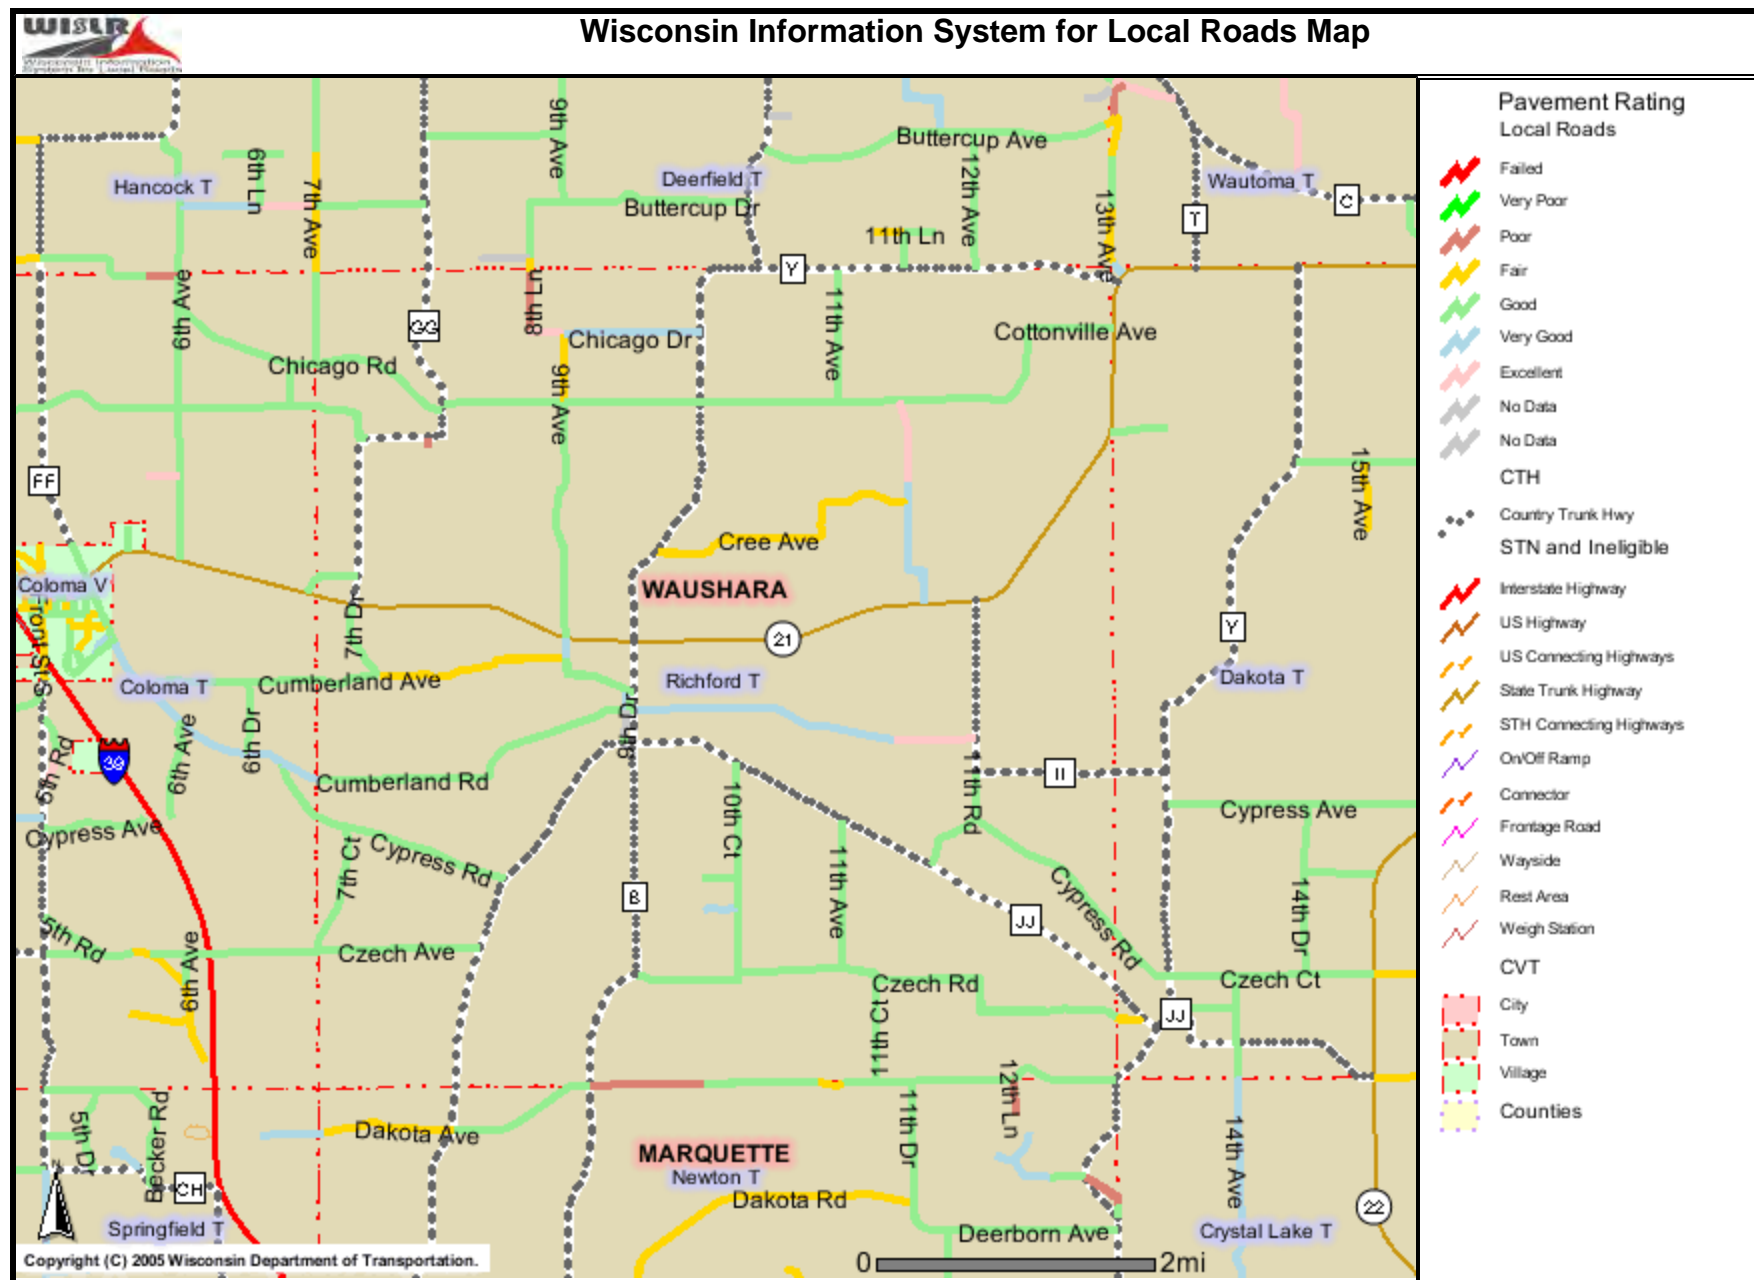 WISLR
Wisconsin Information
System for Local Roads
Wisconsin Information System for Local Roads Map
9th Ave
Buttercup Ave
6th Ln
Hancock T
7th Ave
Deerfield T
12th Ave
Wautoma T
13th Ave
C
Buttercup Dr
T
11th Ln
Y
6th Ave
8th Ln
11th Ave
GG
Chicago Dr
Cottonville Ave
Chicago Rd
9th Ave
FF
15th Ave
Cree Ave
Coloma V
WAUSHARA
Front St S
7th Dr
21
Y
Coloma T
Cumberland Ave
Richford T
Dakota T
6th Ave
6th Dr
8th Dr
5th Rd
39
Cumberland Rd
11th Rd
II
10th Ct
Cypress Ave
Cypress Ave
7th Ct
Cypress Rd
11th Ave
B
Cypress Rd
14th Dr
JJ
5th Rd
6th Ave
Czech Ave
Czech Rd
Czech Ct
11th Ct
JJ
12th Ln
5th Dr
Becker Rd
Dakota Ave
11th Dr
14th Ave
MARQUETTE
Newton T
CH
Dakota Rd
22
Springfield T
Deerborn Ave
Crystal Lake T
Copyright (C) 2005 Wisconsin Department of Transportation.
0 2mi
Pavement Rating
Local Roads
Failed
Very Poor
Poor
Fair
Good
Very Good
Excellent
No Data
No Data
CTH
Country Trunk Hwy
STN and Ineligible
Interstate Highway
US Highway
US Connecting Highways
State Trunk Highway
STH Connecting Highways
On/Off Ramp
Connector
Frontage Road
Wayside
Rest Area
Weigh Station
CVT
City
Town
Village
Counties